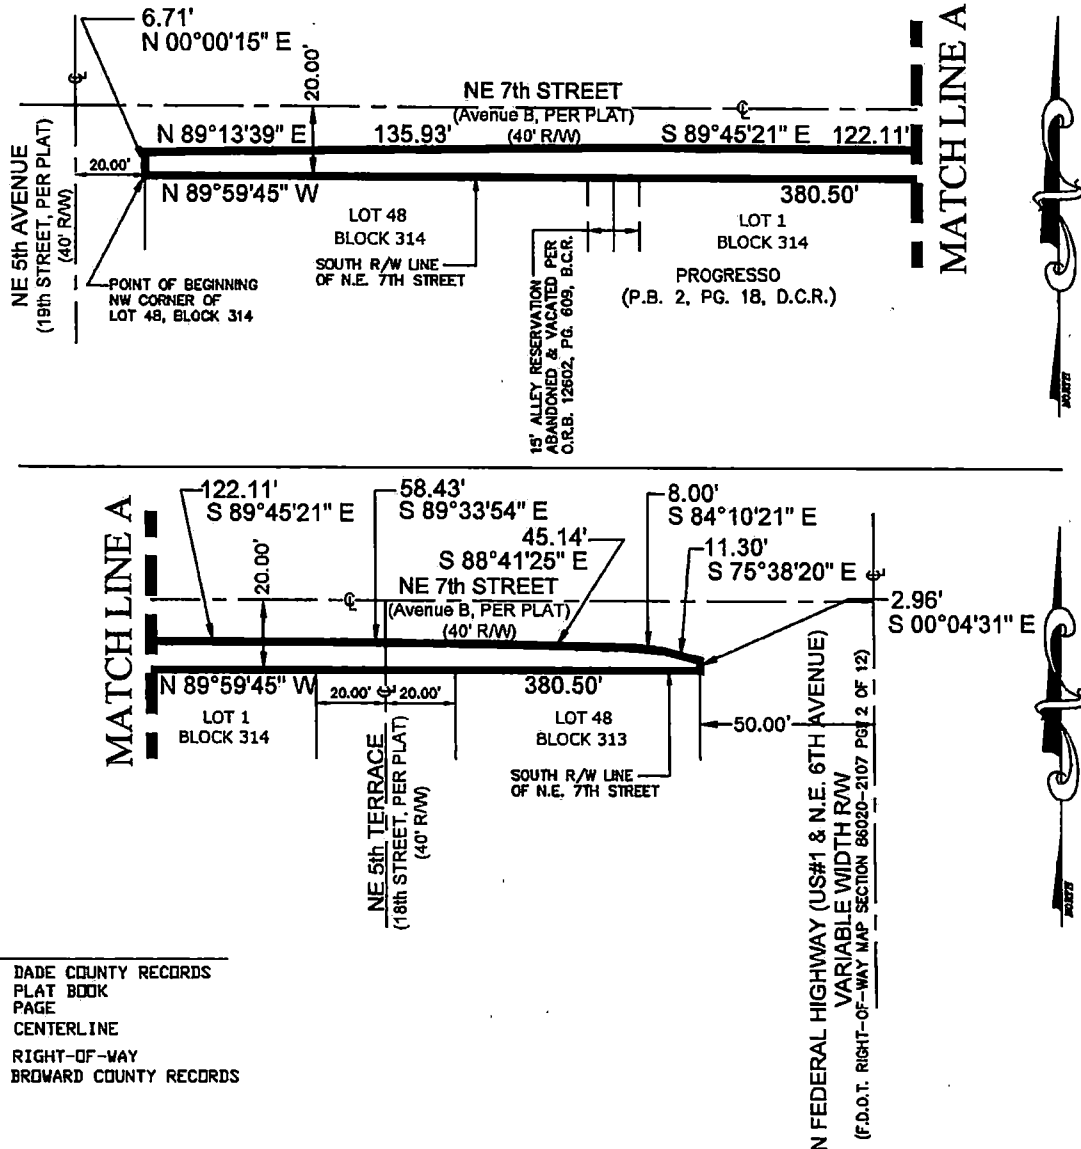 6.71'
N 00°00'15" E
20.00'
NE 7th STREET
(Avenue B, PER PLAT)
(40' R/W)
N 89°13'39" E
135.93'
S 89°45'21" E
122.11'
MATCH LINE A
NE 5th AVENUE
(19th STREET, PER PLAT)
(40' R/W)
20.00'
N 89°59'45" W
380.50'
LOT 48
BLOCK 314
LOT 1
BLOCK 314
SOUTH R/W LINE
OF N.E. 7TH STREET
PROGRESSO
(P.B. 2, PG. 18, D.C.R.)
POINT OF BEGINNING
NW CORNER OF
LOT 48, BLOCK 314
15' ALLEY RESERVATION
ABANDONED & VACATED PER
O.R.B. 12602, PG. 609, B.C.R.
NORTH
MATCH LINE A
122.11'
S 89°45'21" E
58.43'
S 89°33'54" E
8.00'
S 84°10'21" E
45.14'
S 88°41'25" E
11.30'
S 75°38'20" E
20.00'
NE 7th STREET
(Avenue B, PER PLAT)
(40' R/W)
2.96'
S 00°04'31" E
N 89°59'45" W
20.00'
20.00'
380.50'
LOT 1
BLOCK 314
LOT 48
BLOCK 313
50.00'
SOUTH R/W LINE
OF N.E. 7TH STREET
NE 5th TERRACE
(18th STREET, PER PLAT)
(40' R/W)
N FEDERAL HIGHWAY (US#1 & N.E. 6TH AVENUE)
VARIABLE WIDTH R/W
(F.D.O.T. RIGHT-OF-WAY MAP SECTION 86020-2107 PG. 2 OF 12)
NORTH
DADE COUNTY RECORDS
PLAT BOOK
PAGE
CENTERLINE
RIGHT-OF-WAY
BROWARD COUNTY RECORDS